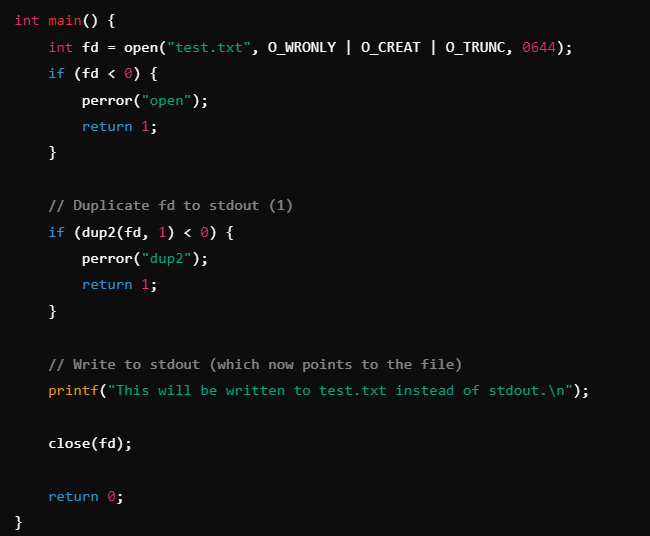 int main() {
    int fd = open("test.txt", O_WRONLY | O_CREAT | O_TRUNC, 0644);
    if (fd < 0) {
        perror("open");
        return 1;
    }

    // Duplicate fd to stdout (1)
    if (dup2(fd, 1) < 0) {
        perror("dup2");
        return 1;
    }

    // Write to stdout (which now points to the file)
    printf("This will be written to test.txt instead of stdout.\n");

    close(fd);

    return 0;
}